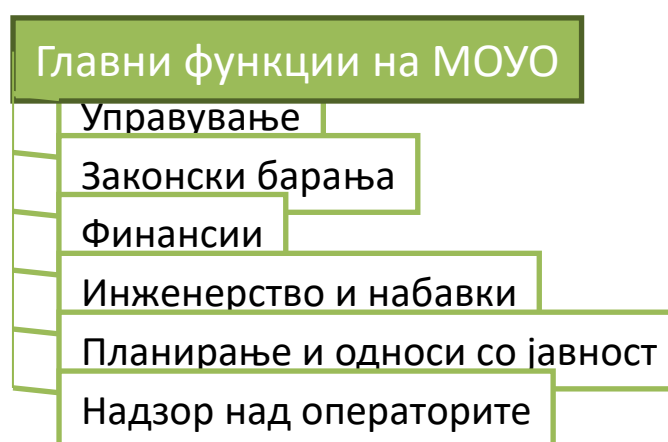 Главни функции на МОУО
Управување
Законски барања
Финансии
Инженерство и набавки
Планирање и односи со јавност
Надзор над операторите